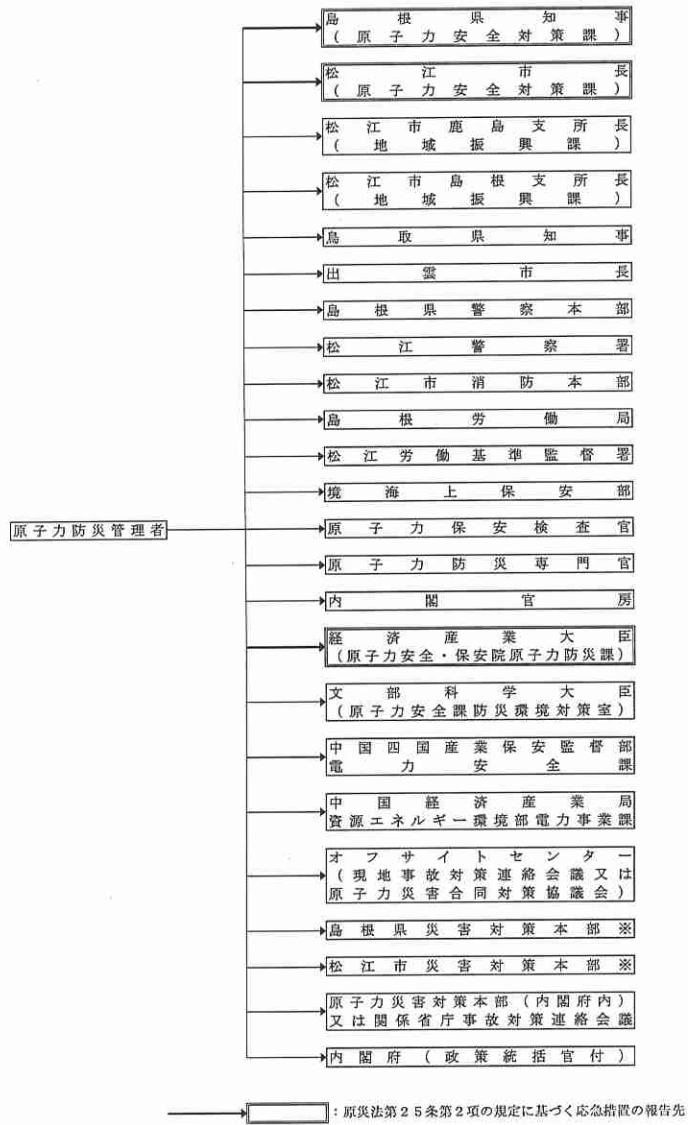 島根県知事
（原子力安全対策課）
松江市長
（原子力安全対策課）
松江市鹿島支所長
（地域振興課）
松江市島根支所長
（地域振興課）
鳥取県知事
出雲市長
島根県警察本部
松江警察署
松江市消防本部
島根労働局
松江労働基準監督署
境海上保安部
原子力防災管理者
原子力保安検査官
原子力防災専門官
内閣官房
経済産業大臣
（原子力安全・保安院原子力防災課）
文部科学大臣
（原子力安全課防災環境対策室）
中国四国産業保安監督部
電力安全課
中国経済産業局
資源エネルギー環境部電力事業課
オフサイトセンター
（現地事故対策連絡会議又は
原子力災害合同対策協議会）
島根県災害対策本部※
松江市災害対策本部※
原子力災害対策本部（内閣府内）
又は関係省庁事故対策連絡会議
内閣府（政策統括官付）
：原災法第25条第2項の規定に基づく応急措置の報告先